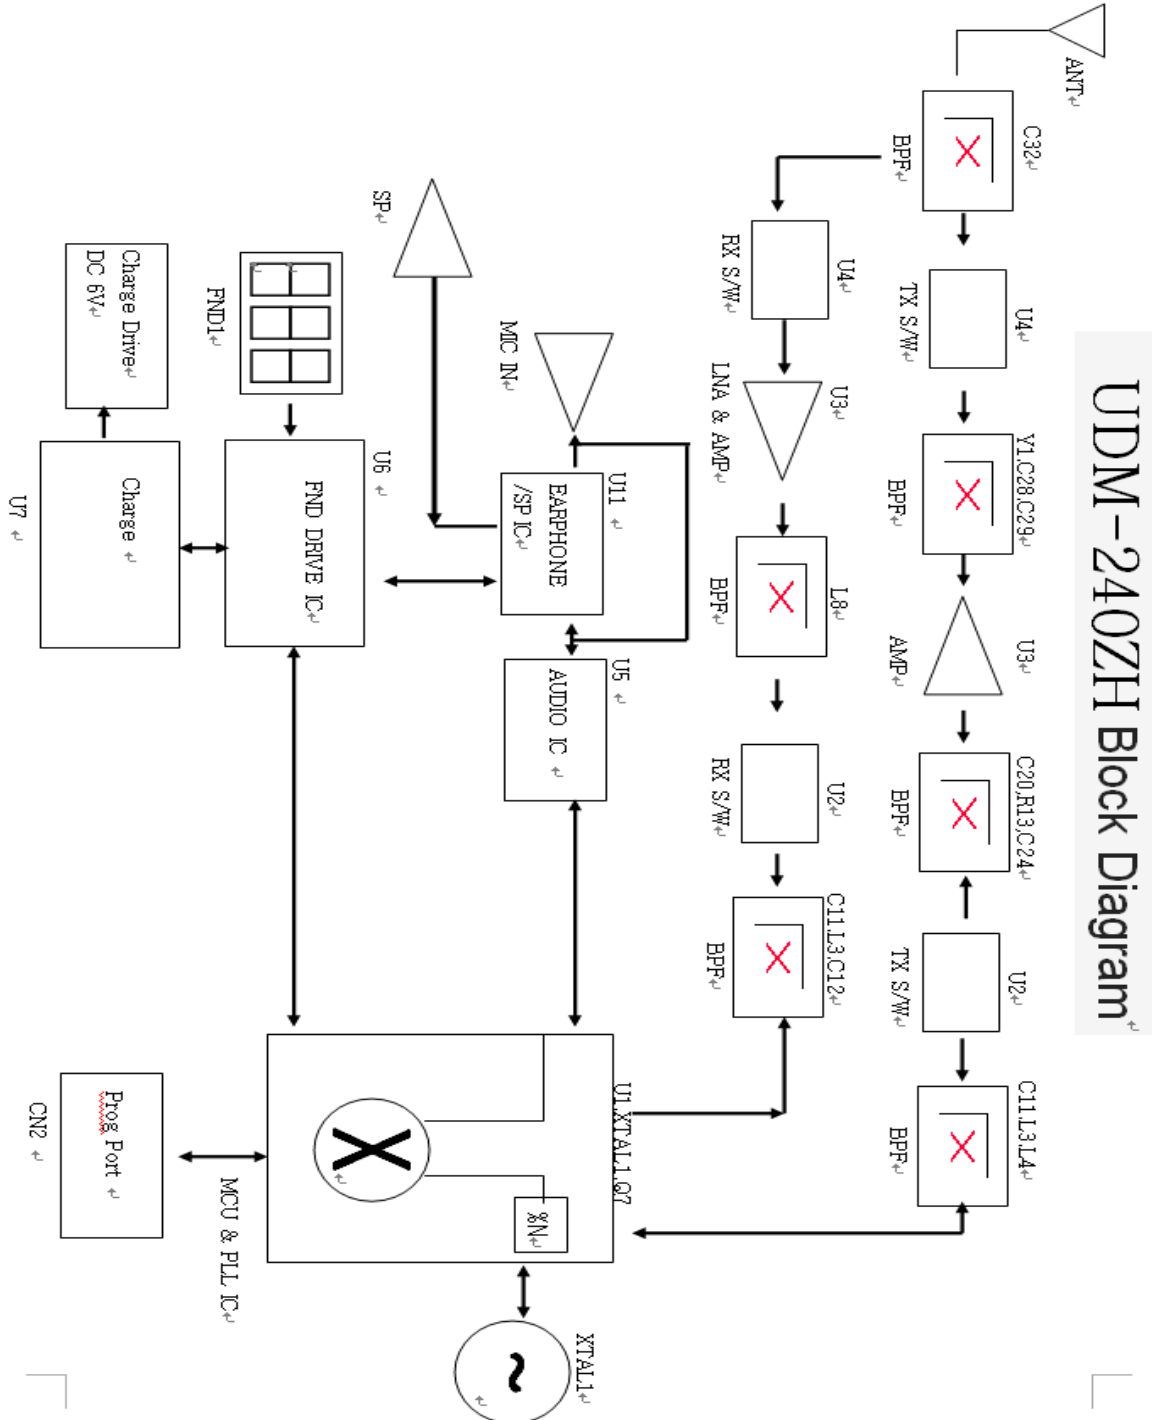 UDM-240ZH Block Diagram
ANT
C32
BPF
U4
TX S/W
Y1.C28.C29
BPF
U3
AMP
C20,R13,C24
BPF
U2
TX S/W
C11.L3.L4
BPF
U4
RX S/W
U3
LNA & AMP
L8
BPF
U2
RX S/W
C11.L3.C12
BPF
SP
MIC IN
U11
EARPHONE
/SP IC
U5
AUDIO IC
U1.XTAL1.Q7
%N
MCU & PLL IC
XTAL1
FND1
U6
FND DRIVE IC
Charge Drive
DC 6V
Charge
U7
Prog Port
CN2